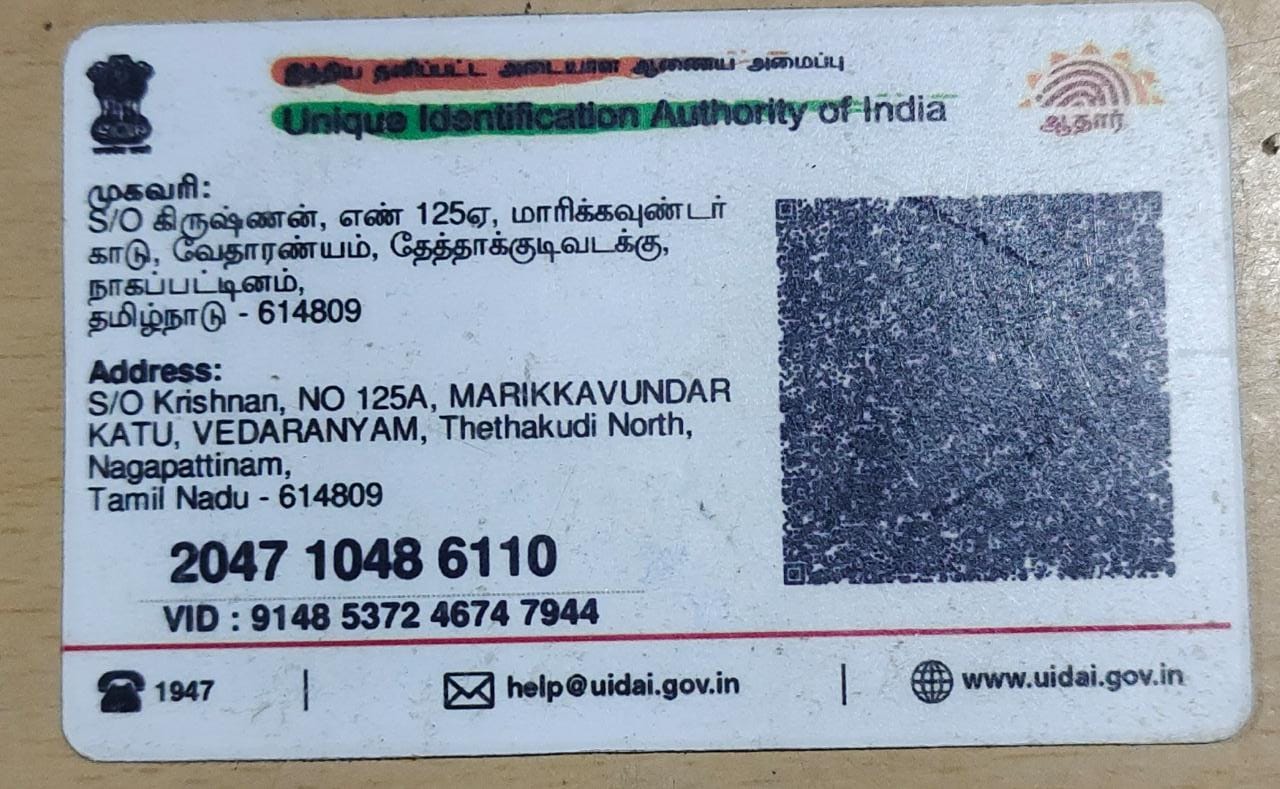 இந்திய தனிப்பட்ட அடையாள ஆணைய அமைப்பு
Unique Identification Authority of India
ஆதார்
முகவரி:
S/O கிருஷ்ணன், எண் 125ஏ, மாரிக்கவுண்டர்
காடு, வேதாரண்யம், தேத்தாக்குடிவடக்கு,
நாகப்பட்டினம்,
தமிழ்நாடு - 614809
Address:
S/O Krishnan, NO 125A, MARIKKAVUNDAR
KATU, VEDARANYAM, Thethakudi North,
Nagapattinam,
Tamil Nadu - 614809
2047 1048 6110
VID : 9148 5372 4674 7944
1947 | help@uidai.gov.in | www.uidai.gov.in